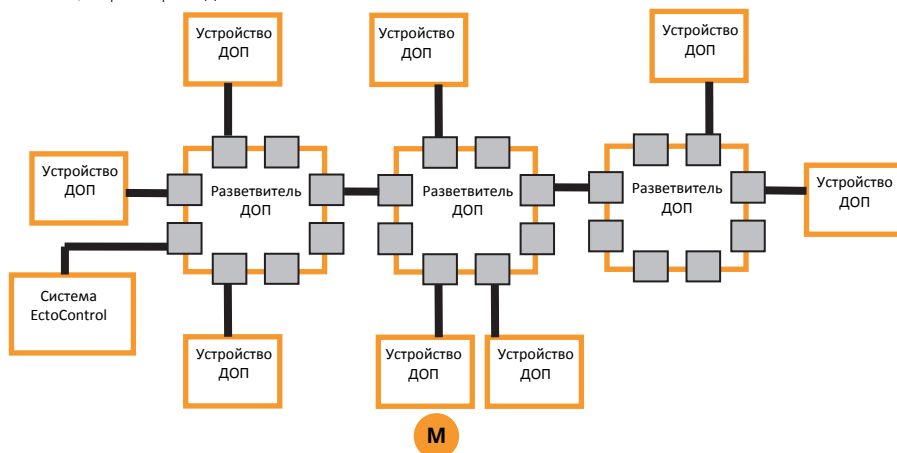 Устройство
ДОП
Устройство
ДОП
Устройство
ДОП
Устройство
ДОП
Разветвитель
ДОП
Разветвитель
ДОП
Разветвитель
ДОП
Устройство
ДОП
Система
EctoControl
Устройство
ДОП
Устройство
ДОП
Устройство
ДОП
М